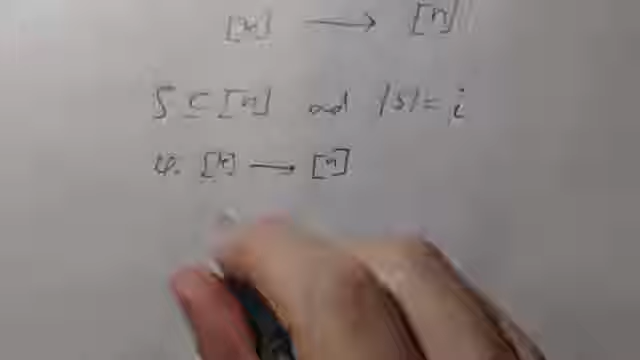 [k] ⟶ [n]
S ⊆ [n] and |S| = i
φ: [k] ⟶ [n]